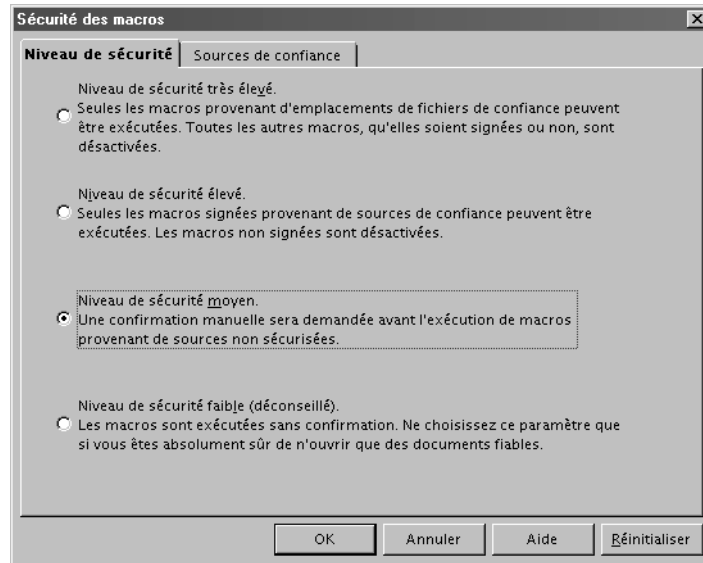 Sécurité des macros
Niveau de sécurité
Sources de confiance
Niveau de sécurité très élevé.
Seules les macros provenant d'emplacements de fichiers de confiance peuvent
être exécutées. Toutes les autres macros, qu'elles soient signées ou non, sont
désactivées.
Niveau de sécurité élevé.
Seules les macros signées provenant de sources de confiance peuvent être
exécutées. Les macros non signées sont désactivées.
Niveau de sécurité moyen.
Une confirmation manuelle sera demandée avant l'exécution de macros
provenant de sources non sécurisées.
Niveau de sécurité faible (déconseillé).
Les macros sont exécutées sans confirmation. Ne choisissez ce paramètre que
si vous êtes absolument sûr de n'ouvrir que des documents fiables.
OK
Annuler
Aide
Réinitialiser